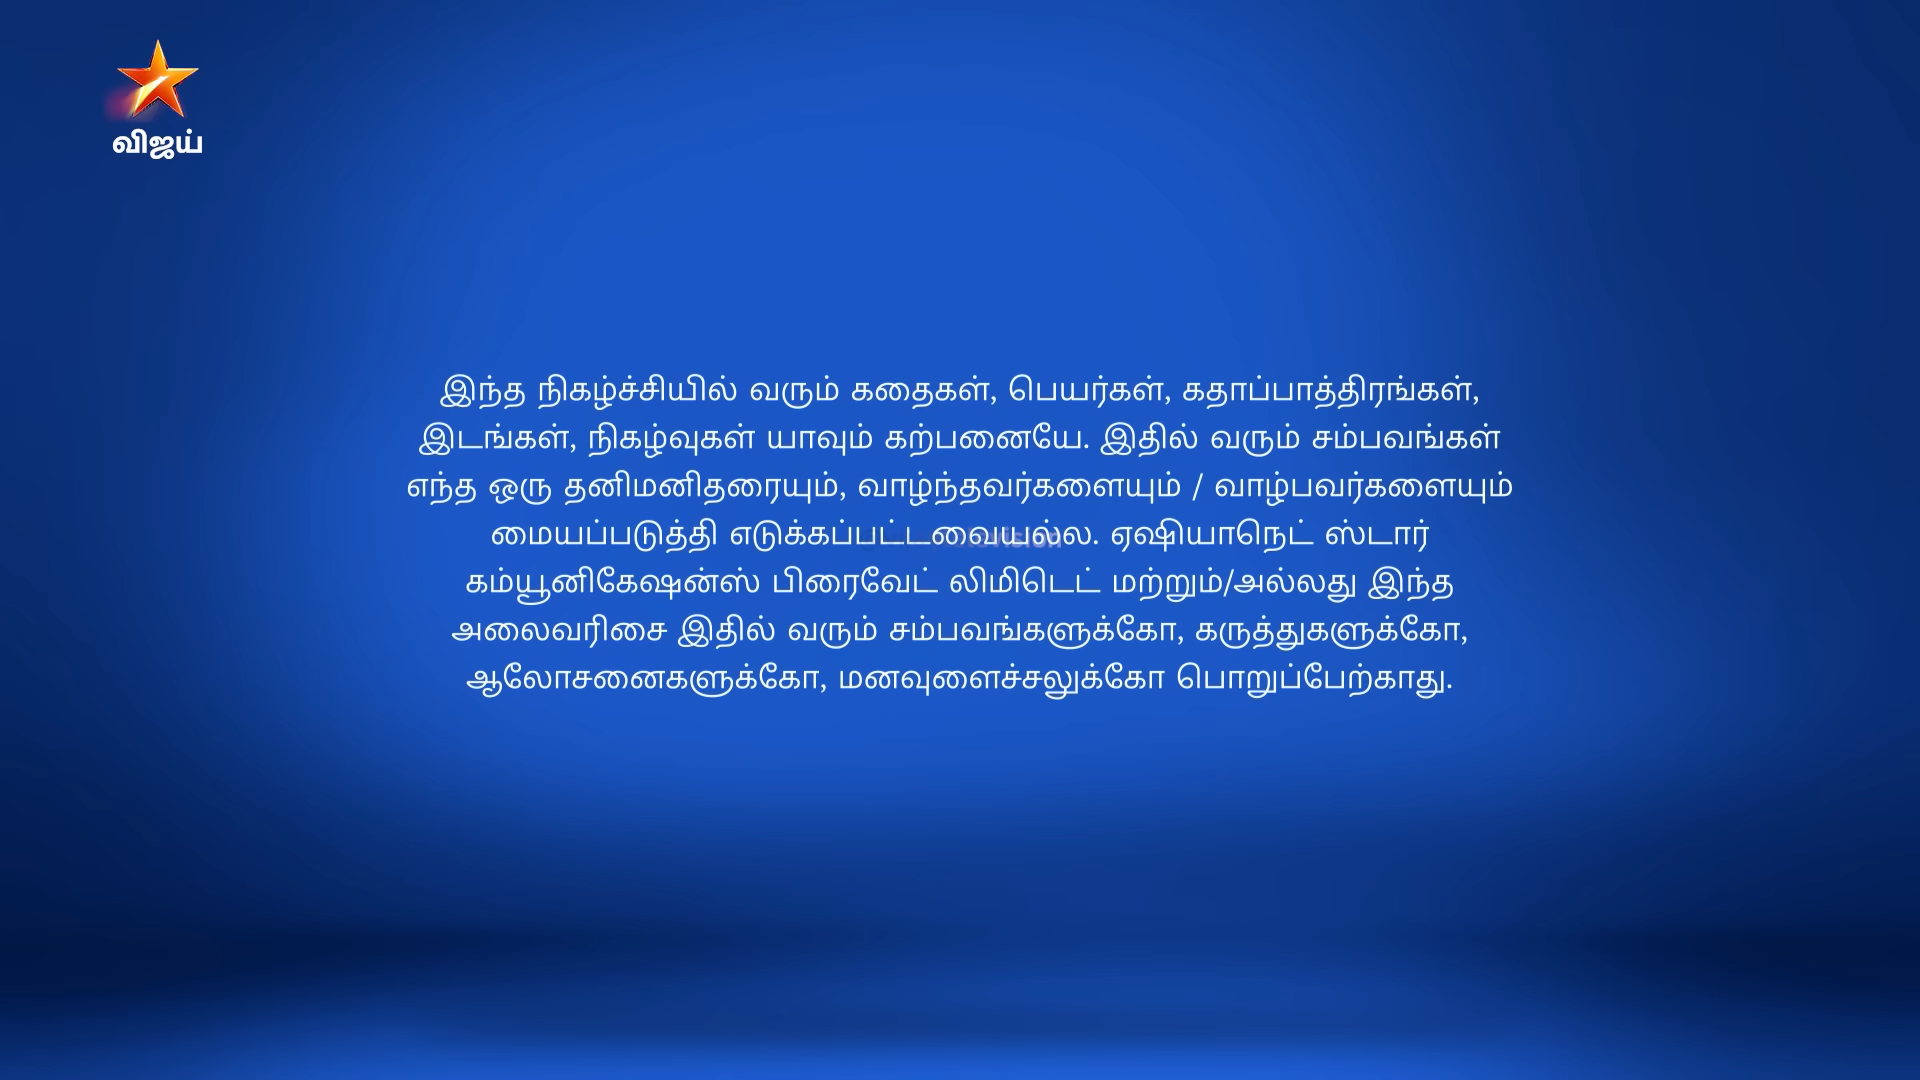 விஜய்
இந்த நிகழ்ச்சியில் வரும் கதைகள், பெயர்கள், கதாப்பாத்திரங்கள்,
இடங்கள், நிகழ்வுகள் யாவும் கற்பனையே. இதில் வரும் சம்பவங்கள்
எந்த ஒரு தனிமனிதரையும், வாழ்ந்தவர்களையும் / வாழ்பவர்களையும்
மையப்படுத்தி எடுக்கப்பட்டவையல்ல. ஏஷியாநெட் ஸ்டார்
கம்யூனிகேஷன்ஸ் பிரைவேட் லிமிடெட் மற்றும்/அல்லது இந்த
அலைவரிசை இதில் வரும் சம்பவங்களுக்கோ, கருத்துகளுக்கோ,
ஆலோசனைகளுக்கோ, மனவுளைச்சலுக்கோ பொறுப்பேற்காது.